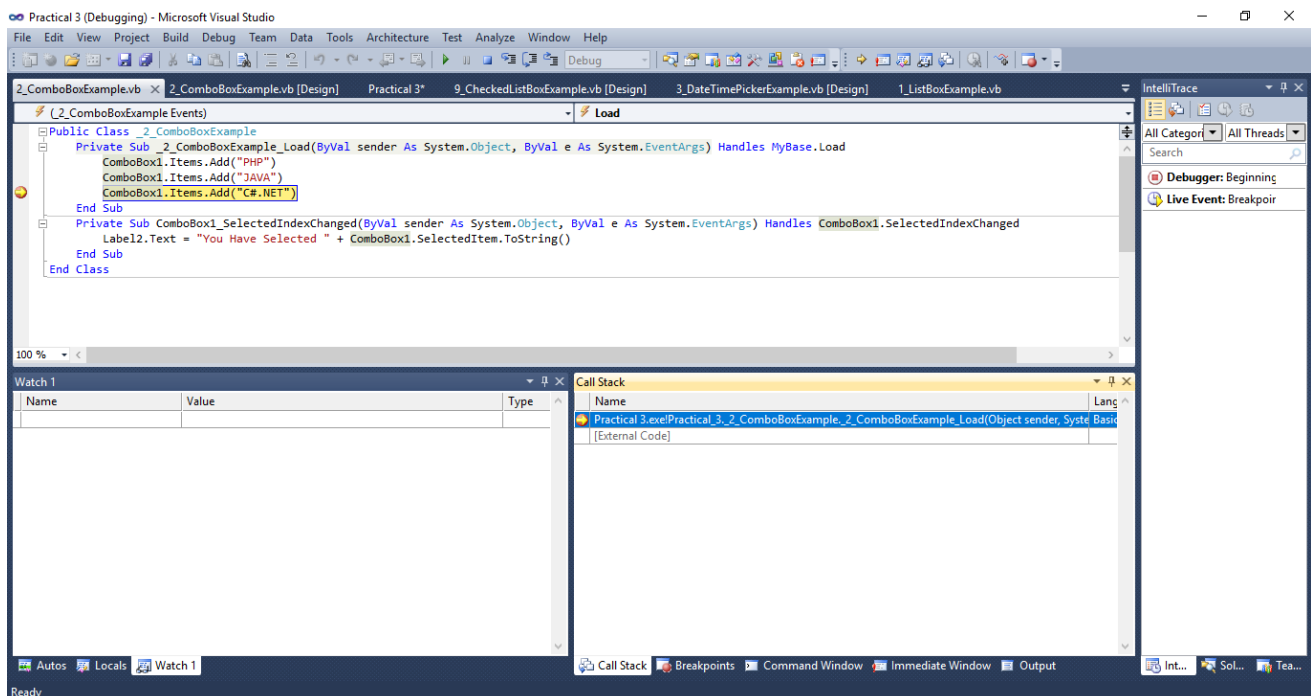 Practical 3 (Debugging) - Microsoft Visual Studio
File Edit View Project Build Debug Team Data Tools Architecture Test Analyze Window Help
Debug
2_ComboBoxExample.vb 2_ComboBoxExample.vb [Design] Practical 3* 9_CheckedListBoxExample.vb [Design] 3_DateTimePickerExample.vb [Design] 1_ListBoxExample.vb
IntelliTrace
(_2_ComboBoxExample Events) Load
Public Class _2_ComboBoxExample
Private Sub _2_ComboBoxExample_Load(ByVal sender As System.Object, ByVal e As System.EventArgs) Handles MyBase.Load
ComboBox1.Items.Add("PHP")
ComboBox1.Items.Add("JAVA")
ComboBox1.Items.Add("C#.NET")
End Sub
Private Sub ComboBox1_SelectedIndexChanged(ByVal sender As System.Object, ByVal e As System.EventArgs) Handles ComboBox1.SelectedIndexChanged
Label2.Text = "You Have Selected " + ComboBox1.SelectedItem.ToString()
End Sub
End Class
100 %
All Categori All Threads
Search
Debugger: Beginning
Live Event: Breakpoir
Watch 1
Name Value Type
Call Stack
Name Lang
Practical 3.exe!Practical_3._2_ComboBoxExample._2_ComboBoxExample_Load(Object sender, Syste Basic
[External Code]
Autos Locals Watch 1
Call Stack Breakpoints Command Window Immediate Window Output
Int... Sol... Tea...
Ready